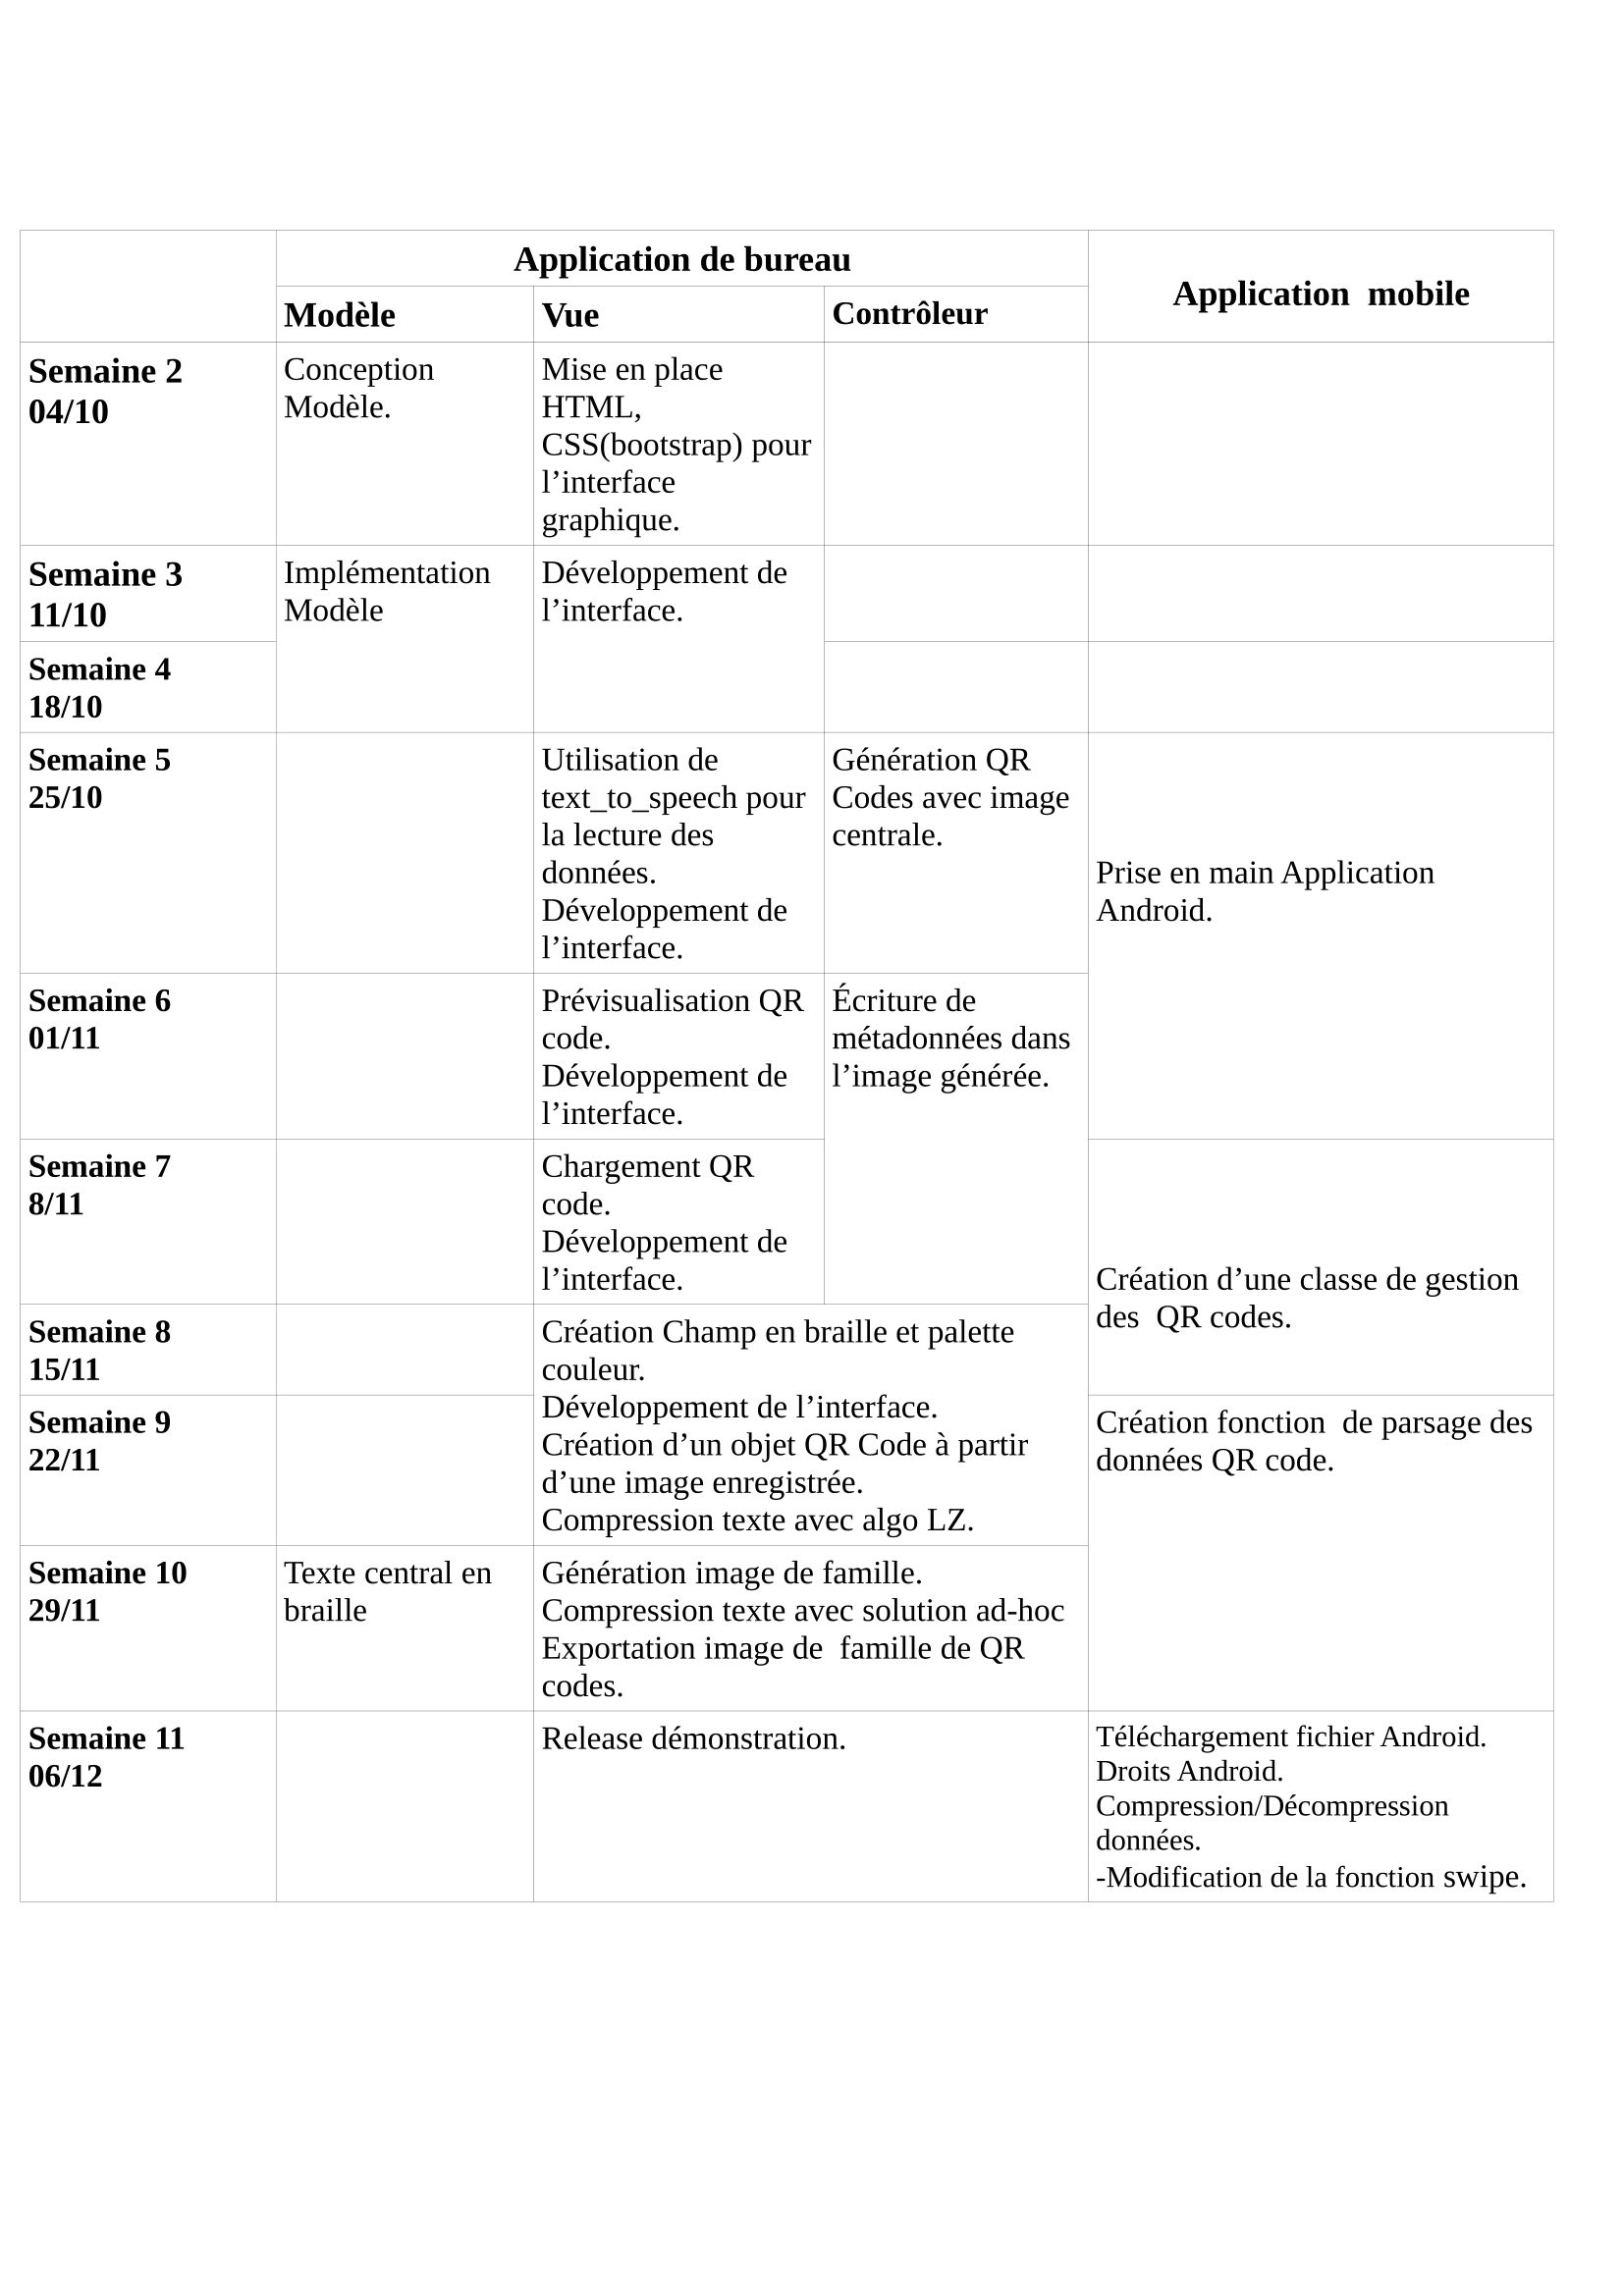 Application de bureau
Application  mobile
Modèle
Vue
Contrôleur
Semaine 2
04/10
Conception
Modèle.
Mise en place
HTML,
CSS(bootstrap) pour
l’interface
graphique.
Semaine 3
11/10
Implémentation
Modèle
Développement de
l’interface.
Semaine 4
18/10
Semaine 5
25/10
Utilisation de
text_to_speech pour
la lecture des
données.
Développement de
l’interface.
Génération QR
Codes avec image
centrale.
Prise en main Application
Android.
Semaine 6
01/11
Prévisualisation QR
code.
Développement de
l’interface.
Écriture de
métadonnées dans
l’image générée.
Semaine 7
8/11
Chargement QR
code.
Développement de
l’interface.
Création d’une classe de gestion
des  QR codes.
Semaine 8
15/11
Création Champ en braille et palette
couleur.
Développement de l’interface.
Création d’un objet QR Code à partir
d’une image enregistrée.
Compression texte avec algo LZ.
Semaine 9
22/11
Création fonction  de parsage des
données QR code.
Semaine 10
29/11
Texte central en
braille
Génération image de famille.
Compression texte avec solution ad-hoc
Exportation image de  famille de QR
codes.
Semaine 11
06/12
Release démonstration.
Téléchargement fichier Android.
Droits Android.
Compression/Décompression
données.
-Modification de la fonction swipe.